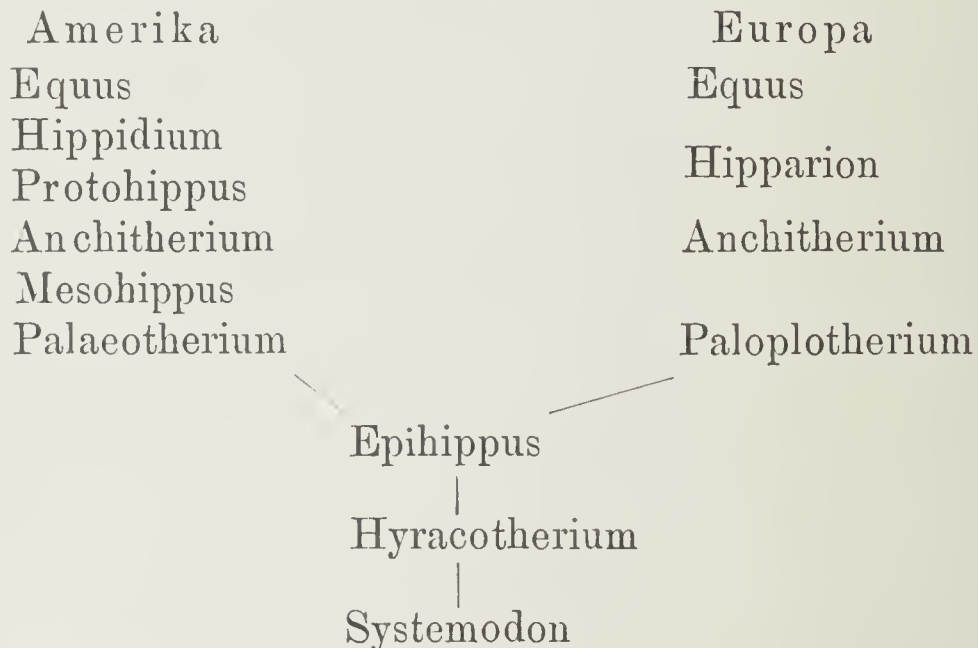 Amerika
Equus
Hippidium
Protohippus
Anchitherium
Mesohippus
Palaeotherium
Europa
Equus
Hipparion
Anchitherium
Paloplotherium
Epihippus
Hyracotherium
Systemodon